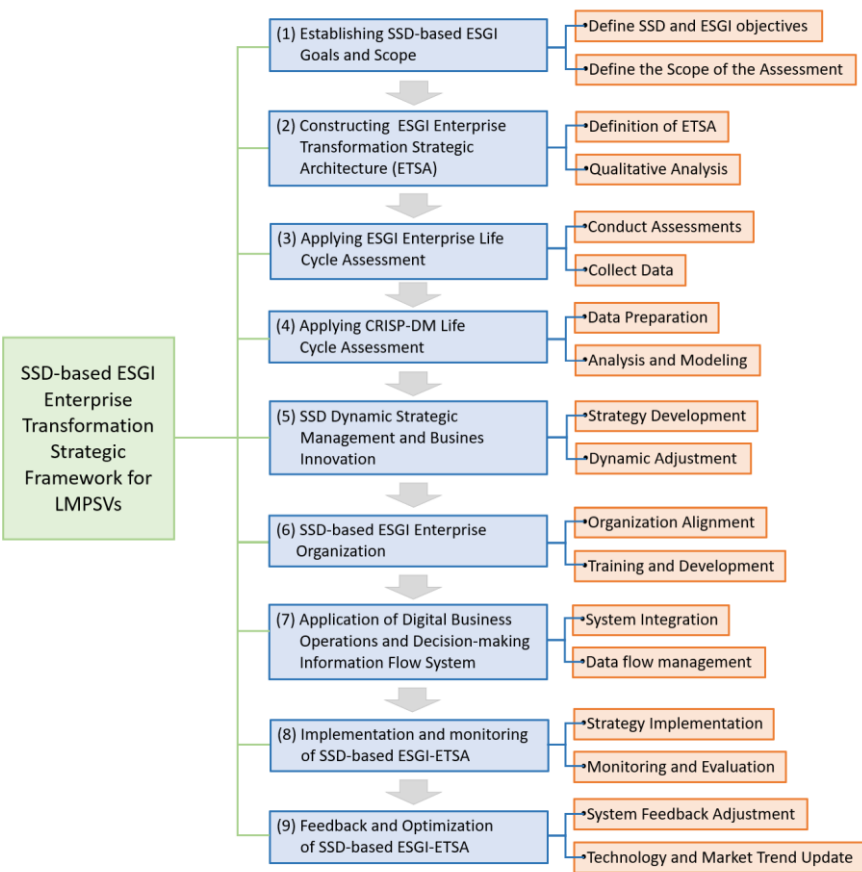 SSD-based ESGI
Enterprise
Transformation
Strategic
Framework for
LMPSVs
(1) Establishing SSD-based ESGI
Goals and Scope
•Define SSD and ESGI objectives
•Define the Scope of the Assessment
(2) Constructing ESGI Enterprise
Transformation Strategic
Architecture (ETSA)
•Definition of ETSA
•Qualitative Analysis
(3) Applying ESGI Enterprise Life
Cycle Assessment
•Conduct Assessments
•Collect Data
(4) Applying CRISP-DM Life
Cycle Assessment
•Data Preparation
•Analysis and Modeling
(5) SSD Dynamic Strategic
Management and Busines
Innovation
•Strategy Development
•Dynamic Adjustment
(6) SSD-based ESGI Enterprise
Organization
•Organization Alignment
•Training and Development
(7) Application of Digital Business
Operations and Decision-making
Information Flow System
•System Integration
•Data flow management
(8) Implementation and monitoring
of SSD-based ESGI-ETSA
•Strategy Implementation
•Monitoring and Evaluation
(9) Feedback and Optimization
of SSD-based ESGI-ETSA
•System Feedback Adjustment
•Technology and Market Trend Update